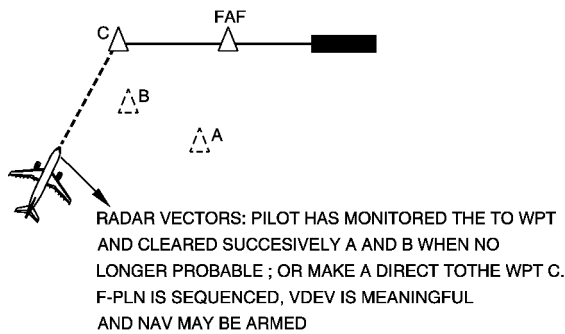 FAF
C
B
A
RADAR VECTORS: PILOT HAS MONITORED THE TO WPT
AND CLEARED SUCCESIVELY A AND B WHEN NO
LONGER PROBABLE ; OR MAKE A DIRECT TOTHE WPT C.
F-PLN IS SEQUENCED, VDEV IS MEANINGFUL
AND NAV MAY BE ARMED